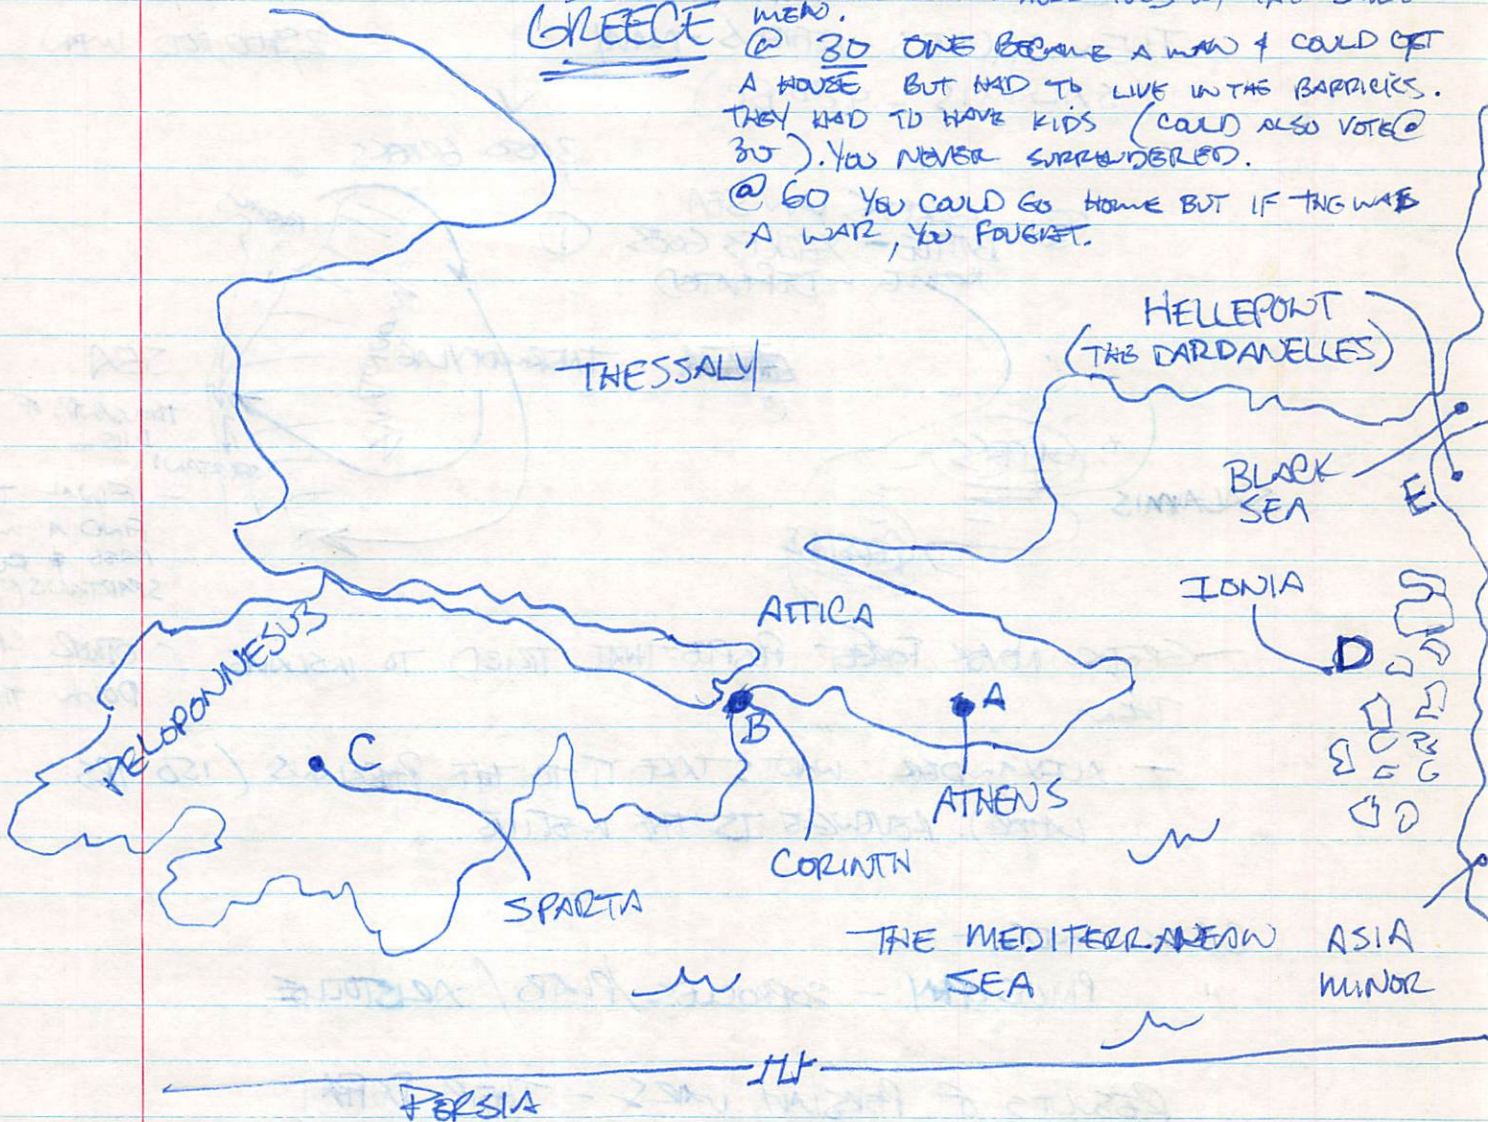 GREECE
MEN.
@ 30 ONE BECAME A MAN & COULD GET
A HOUSE BUT HAD TO LIVE IN THE BARRICKS.
THEY HAD TO HAVE KIDS (COULD ALSO VOTE @
30). YOU NEVER SURRENDERED.
@ 60 YOU COULD GO HOME BUT IF THE WAS
A WAR, YOU FOUGHT.
HELLEPONT
(THE DARDANELLES)
THESSALY
BLACK
SEA
E
IONIA
D
ATTICA
PELOPONNESUS
A
B
C
ATHENS
CORINTH
SPARTA
THE MEDITERRANEAN
SEA
ASIA
MINOR
PERSIA